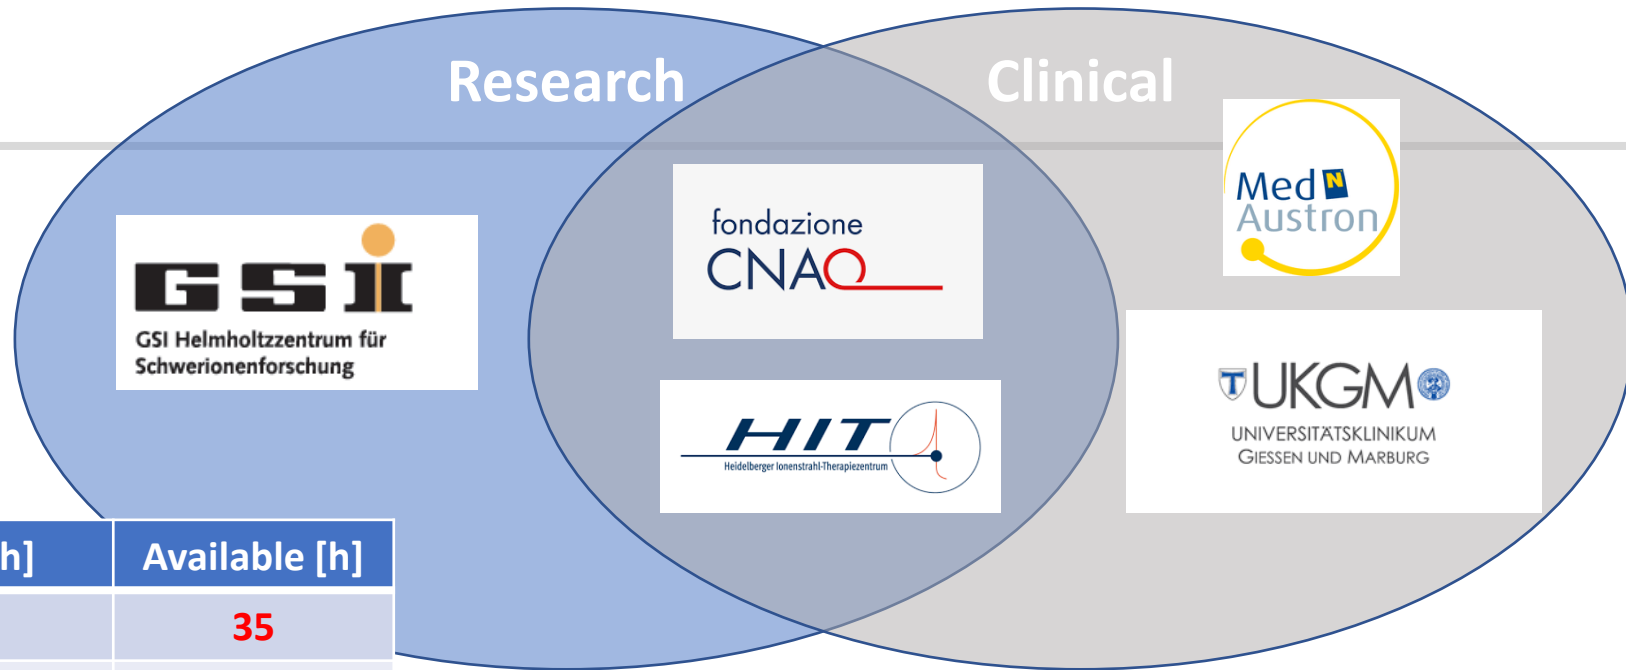 Research
Clinical
Med N
Austron
fondazione
CNAO
GSI
GSI Helmholtzzentrum für
Schwerionenforschung
HIT
Heidelberger Ionenstrahl-Therapiezentrum
UKGM
UNIVERSITÄTSKLINIKUM
GIESSEN UND MARBURG
h] Available [h]
35